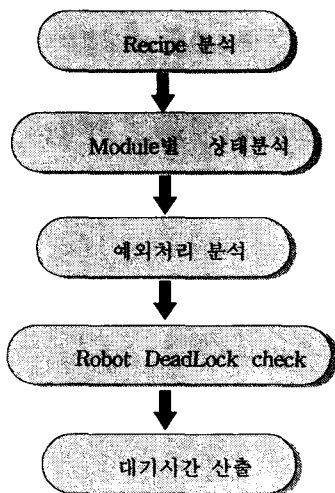 Recipe 분석
Module별 상태분석
예외처리 분석
Robot DeadLock check
대기시간 산출